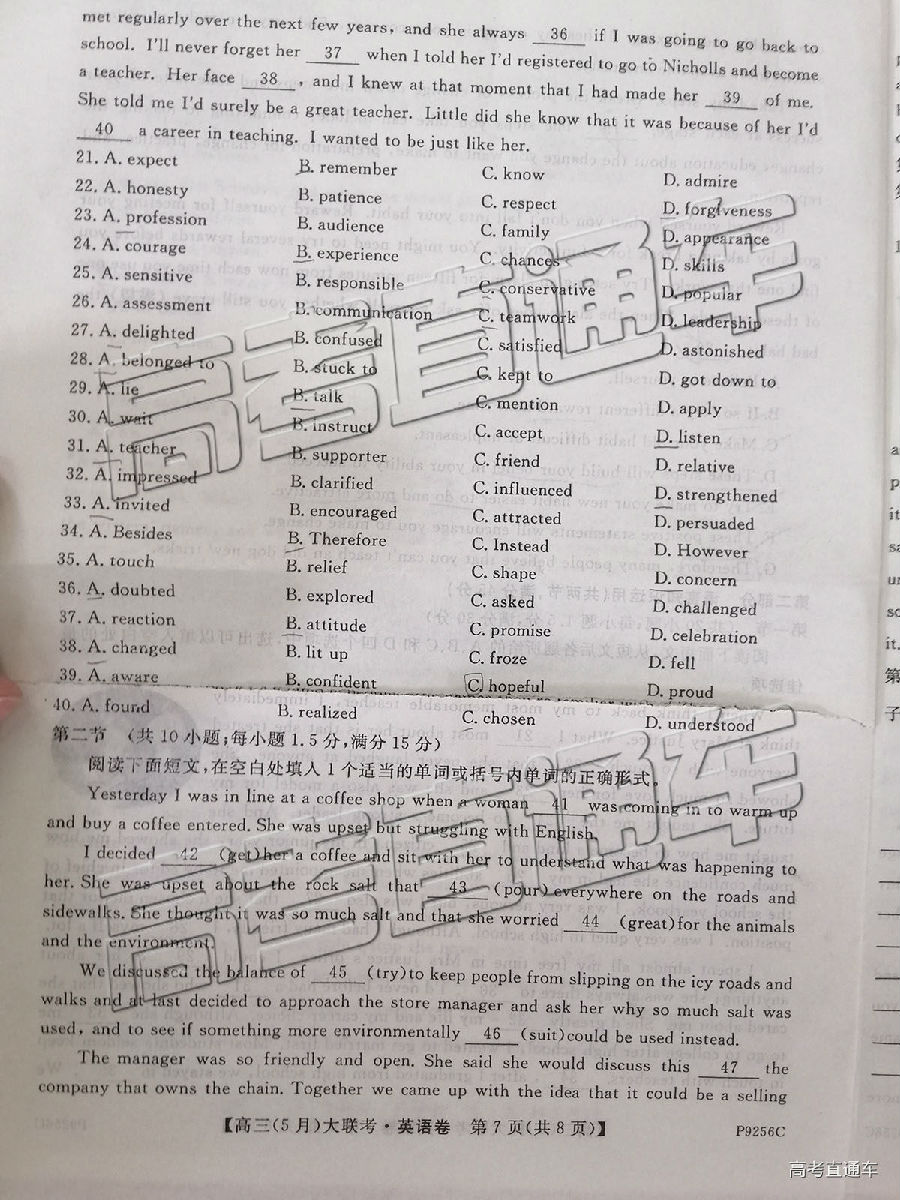 met regularly over the next few years, and she always 36 if I was going to go back to
school. I'll never forget her 37 when I told her I'd registered to go to Nicholls and become
a teacher. Her face 38 , and I knew at that moment that I had made her 39 of me.
She told me I'd surely be a great teacher. Little did she know that it was because of her I'd
40 a career in teaching. I wanted to be just like her.
21. A. expect B. remember C. know D. admire
22. A. honesty B. patience C. respect D. forgiveness
23. A. profession B. audience C. family D. appearance
24. A. courage B. experience C. chances D. skills
25. A. sensitive B. responsible C. conservative D. popular
26. A. assessment B. communication C. teamwork D. leadership
27. A. delighted B. confused C. satisfied D. astonished
28. A. belonged to B. stuck to C. kept to D. got down to
29. A. lie B. talk C. mention D. apply
30. A. wait B. instruct C. accept D. listen
31. A. teacher B. supporter C. friend D. relative
32. A. impressed B. clarified C. influenced D. strengthened
33. A. invited B. encouraged C. attracted D. persuaded
34. A. Besides B. Therefore C. Instead D. However
35. A. touch B. relief C. shape D. concern
36. A. doubted B. explored C. asked D. challenged
37. A. reaction B. attitude C. promise D. celebration
38. A. changed B. lit up C. froze D. fell
39. A. aware B. confident C. hopeful D. proud
40. A. found B. realized C. chosen D. understood
第二节 (共10小题;每小题1.5分,满分15分)
阅读下面短文,在空白处填入1个适当的单词或括号内单词的正确形式。
Yesterday I was in line at a coffee shop when a woman 41 was coming in to warm up
and buy a coffee entered. She was upset but struggling with English.
I decided 42 (get)her a coffee and sit with her to understand what was happening to
her. She was upset about the rock salt that 43 (pour) everywhere on the roads and
sidewalks. She thought it was so much salt and that she worried 44 (great)for the animals
and the environment.
We discussed the balance of 45 (try)to keep people from slipping on the icy roads and
walks and at last decided to approach the store manager and ask her why so much salt was
used, and to see if something more environmentally 46 (suit)could be used instead.
The manager was so friendly and open. She said she would discuss this 47 the
company that owns the chain. Together we came up with the idea that it could be a selling
【高三(5月)大联考·英语卷 第7页(共8页)】 P9256C
高考直通车
高考直通车
高考直通车